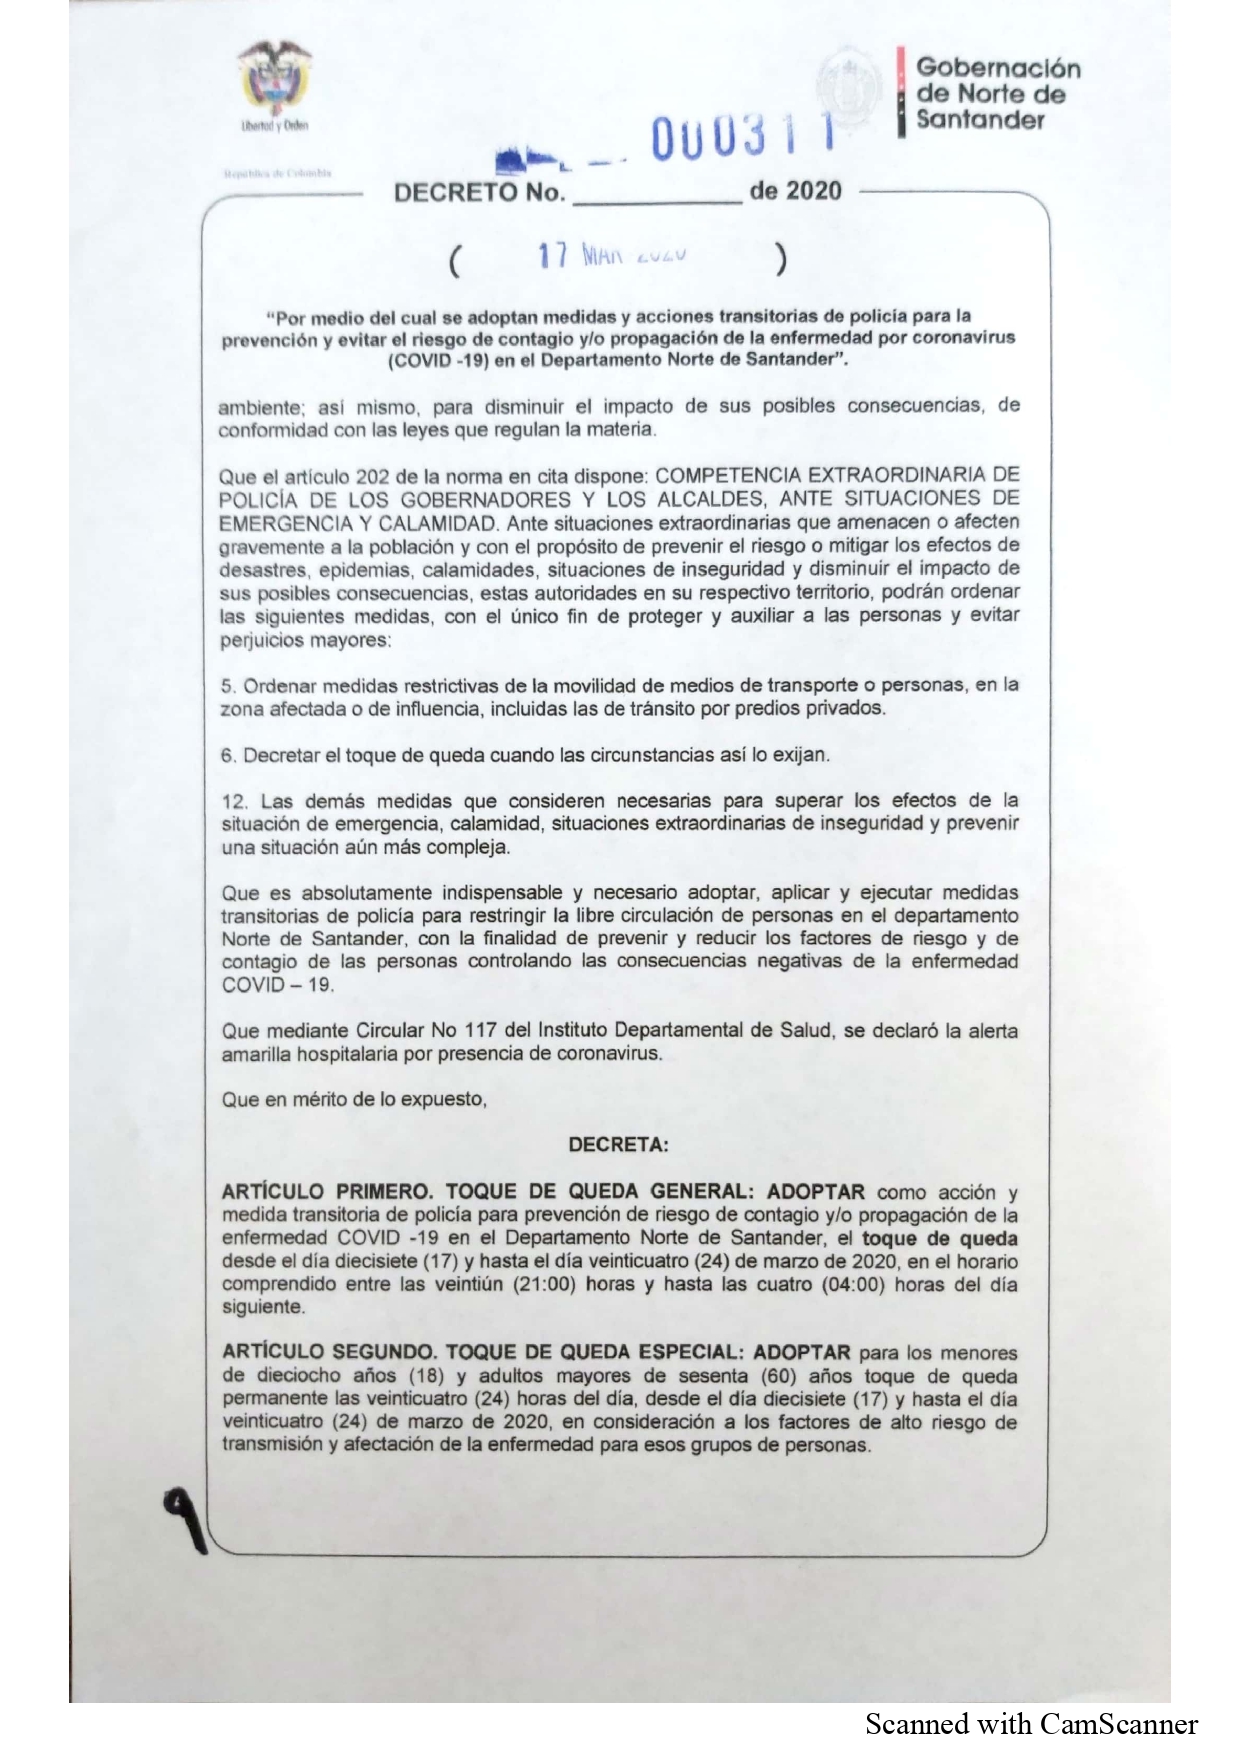 Libertad y Orden
República de Colombia
Gobernación
de Norte de
Santander
000311
DECRETO No. ____________ de 2020
( 17 MAR 2020 )
“Por medio del cual se adoptan medidas y acciones transitorias de policía para la
prevención y evitar el riesgo de contagio y/o propagación de la enfermedad por coronavirus
(COVID -19) en el Departamento Norte de Santander”.
ambiente; así mismo, para disminuir el impacto de sus posibles consecuencias, de
conformidad con las leyes que regulan la materia.
Que el artículo 202 de la norma en cita dispone: COMPETENCIA EXTRAORDINARIA DE
POLICÍA DE LOS GOBERNADORES Y LOS ALCALDES, ANTE SITUACIONES DE
EMERGENCIA Y CALAMIDAD. Ante situaciones extraordinarias que amenacen o afecten
gravemente a la población y con el propósito de prevenir el riesgo o mitigar los efectos de
desastres, epidemias, calamidades, situaciones de inseguridad y disminuir el impacto de
sus posibles consecuencias, estas autoridades en su respectivo territorio, podrán ordenar
las siguientes medidas, con el único fin de proteger y auxiliar a las personas y evitar
perjuicios mayores:
5. Ordenar medidas restrictivas de la movilidad de medios de transporte o personas, en la
zona afectada o de influencia, incluidas las de tránsito por predios privados.
6. Decretar el toque de queda cuando las circunstancias así lo exijan.
12. Las demás medidas que consideren necesarias para superar los efectos de la
situación de emergencia, calamidad, situaciones extraordinarias de inseguridad y prevenir
una situación aún más compleja.
Que es absolutamente indispensable y necesario adoptar, aplicar y ejecutar medidas
transitorias de policía para restringir la libre circulación de personas en el departamento
Norte de Santander, con la finalidad de prevenir y reducir los factores de riesgo y de
contagio de las personas controlando las consecuencias negativas de la enfermedad
COVID – 19.
Que mediante Circular No 117 del Instituto Departamental de Salud, se declaró la alerta
amarilla hospitalaria por presencia de coronavirus.
Que en mérito de lo expuesto,
DECRETA:
ARTÍCULO PRIMERO. TOQUE DE QUEDA GENERAL: ADOPTAR como acción y
medida transitoria de policía para prevención de riesgo de contagio y/o propagación de la
enfermedad COVID -19 en el Departamento Norte de Santander, el toque de queda
desde el día diecisiete (17) y hasta el día veinticuatro (24) de marzo de 2020, en el horario
comprendido entre las veintiún (21:00) horas y hasta las cuatro (04:00) horas del día
siguiente.
ARTÍCULO SEGUNDO. TOQUE DE QUEDA ESPECIAL: ADOPTAR para los menores
de dieciocho años (18) y adultos mayores de sesenta (60) años toque de queda
permanente las veinticuatro (24) horas del día, desde el día diecisiete (17) y hasta el día
veinticuatro (24) de marzo de 2020, en consideración a los factores de alto riesgo de
transmisión y afectación de la enfermedad para esos grupos de personas.
Scanned with CamScanner